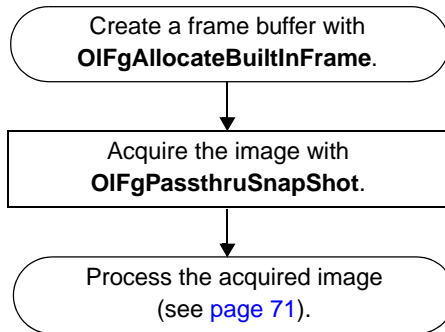 Create a frame buffer with
OlFgAllocateBuiltInFrame.
Acquire the image with
OlFgPassthruSnapShot.
Process the acquired image
(see page 71).